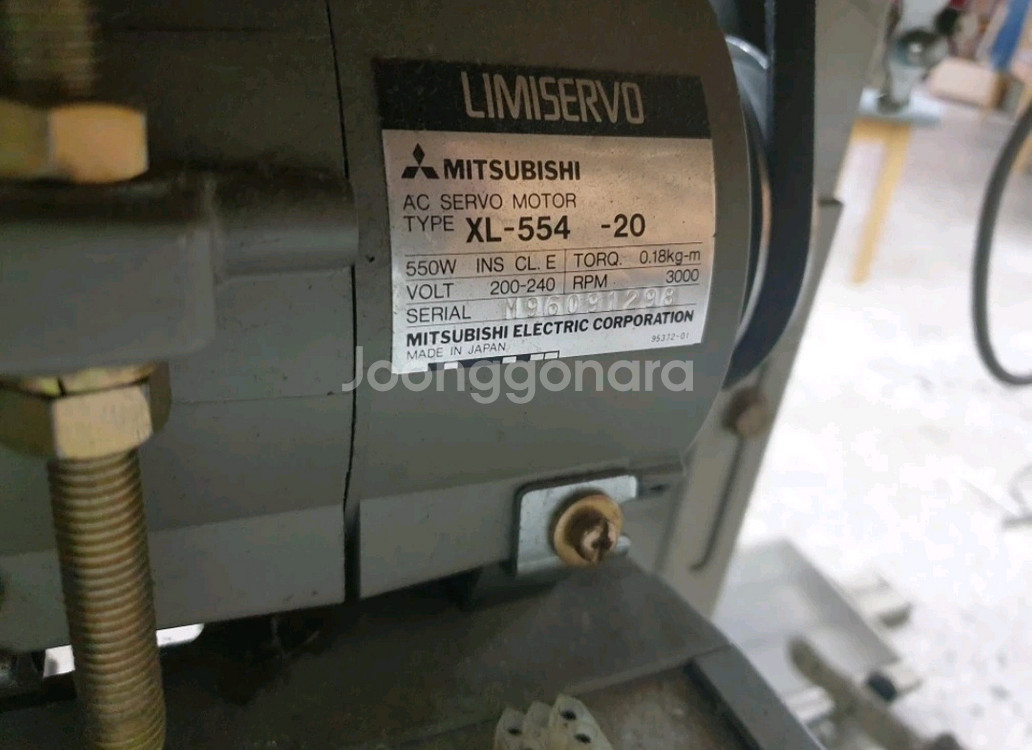 LIMISERVO
MITSUBISHI
AC SERVO MOTOR
TYPE XL-554 -20
550W INS CL. E TORQ. 0.18kg-m
VOLT 200-240 RPM 3000
SERIAL M96091298
MITSUBISHI ELECTRIC CORPORATION
MADE IN JAPAN 95372-01
Joonggonara